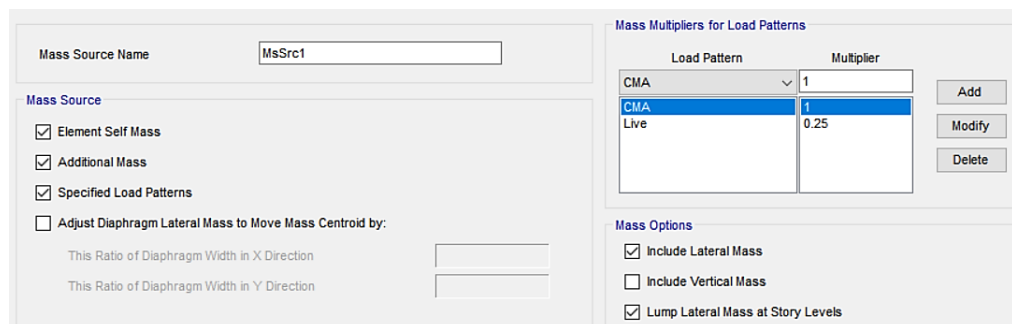 Mass Source Name
MsSrc1
Mass Source
Element Self Mass
Additional Mass
Specified Load Patterns
Adjust Diaphragm Lateral Mass to Move Mass Centroid by:
This Ratio of Diaphragm Width in X Direction
This Ratio of Diaphragm Width in Y Direction
Mass Multipliers for Load Patterns
Load Pattern Multiplier
CMA 1
CMA 1
Live 0.25
Add
Modify
Delete
Mass Options
Include Lateral Mass
Include Vertical Mass
Lump Lateral Mass at Story Levels